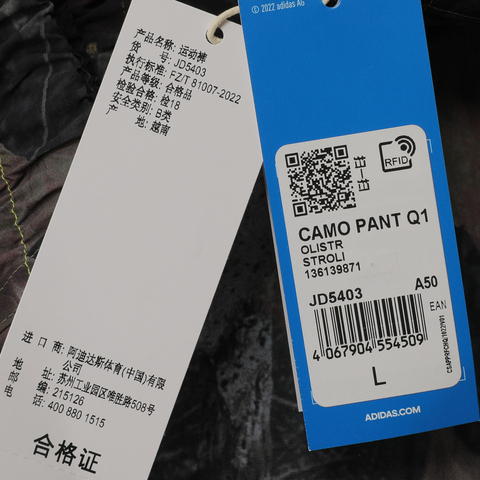 产品名称: 运动裤
货 号: JD5403
执行标准: FZ/T 81007-2022
产品等级: 合格品
检验合格: 检18
安全类别: B类
产 地: 越南
进 口 商: 阿迪达斯体育(中国)有限
公司
地 址: 苏州工业园区唯胜路508号
邮 编: 215126
电 话: 400 880 1515
合格证
© 2022 adidas AG
RFID
CAMO PANT Q1
OLISTR
STROLI
136139871
JD5403 A50
EAN
4 067904 554509
L
ADIDAS.COM